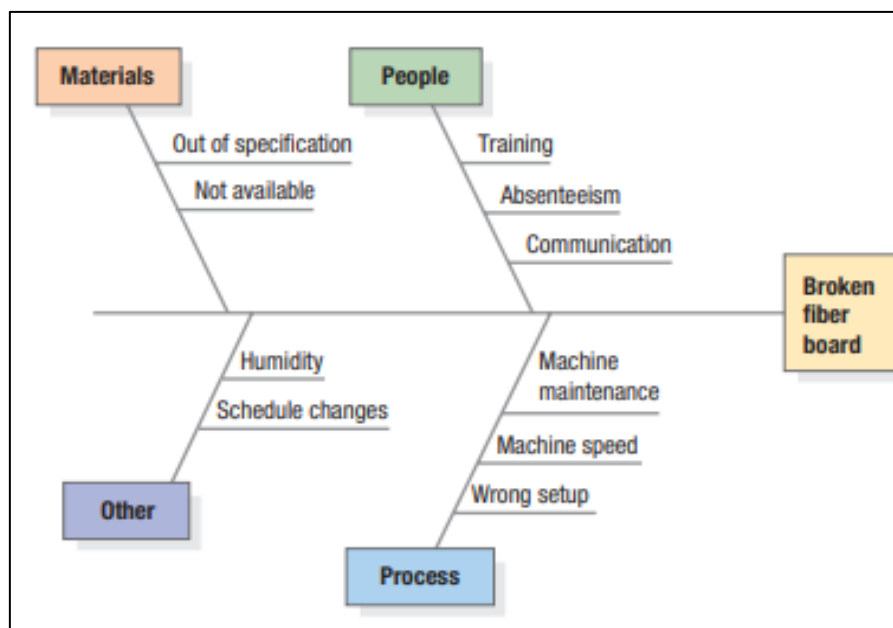 Materials
People
Out of specification
Not available
Training
Absenteeism
Communication
Broken
fiber
board
Humidity
Schedule changes
Machine
maintenance
Machine speed
Wrong setup
Other
Process